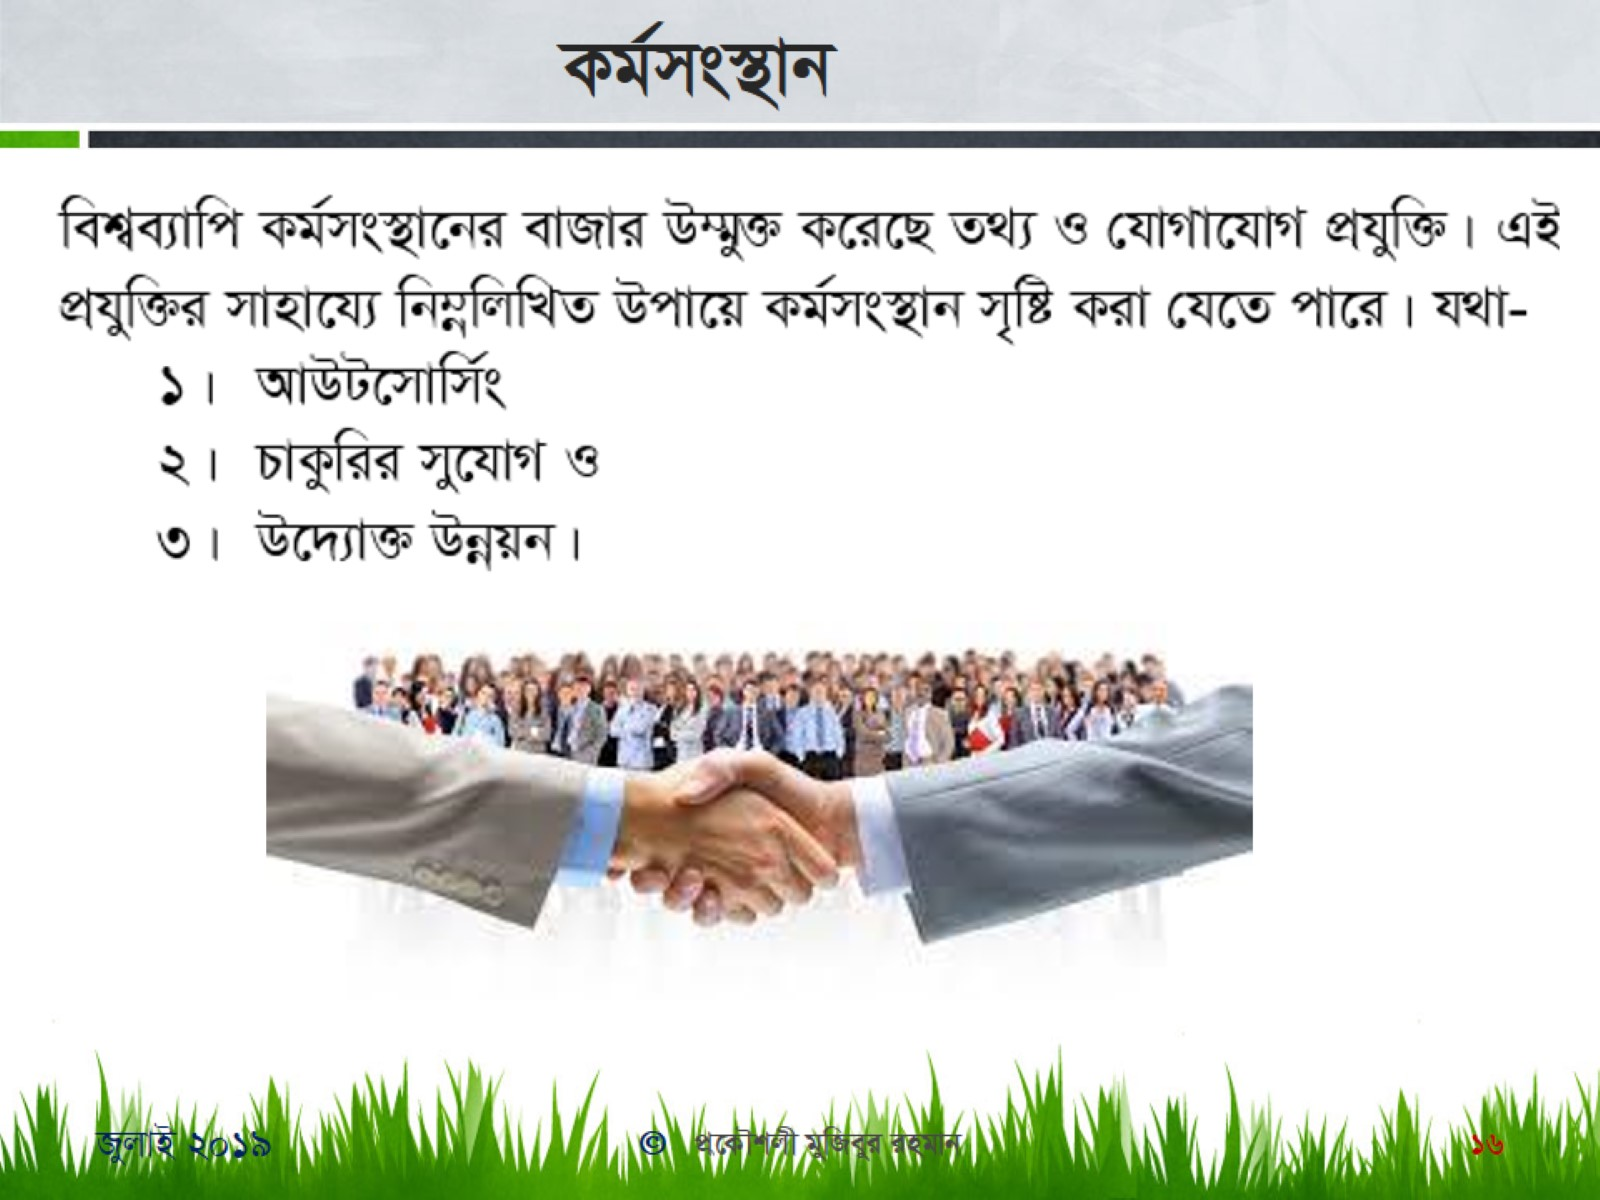 কর্মসংস্থান
বিশ্বব্যাপি কর্মসংস্থানের বাজার উম্মুক্ত করেছে তথ্য ও যোগাযোগ প্রযুক্তি। এই
প্রযুক্তির সাহায্যে নিম্নলিখিত উপায়ে কর্মসংস্থান সৃষ্টি করা যেতে পারে। যথা-
১। আউটসোর্সিং
২। চাকুরির সুযোগ ও
৩। উদ্যোক্ত উন্নয়ন।
জুলাই ২০১৯ © প্রকৌশলী মুজিবুর রহমান ১৬